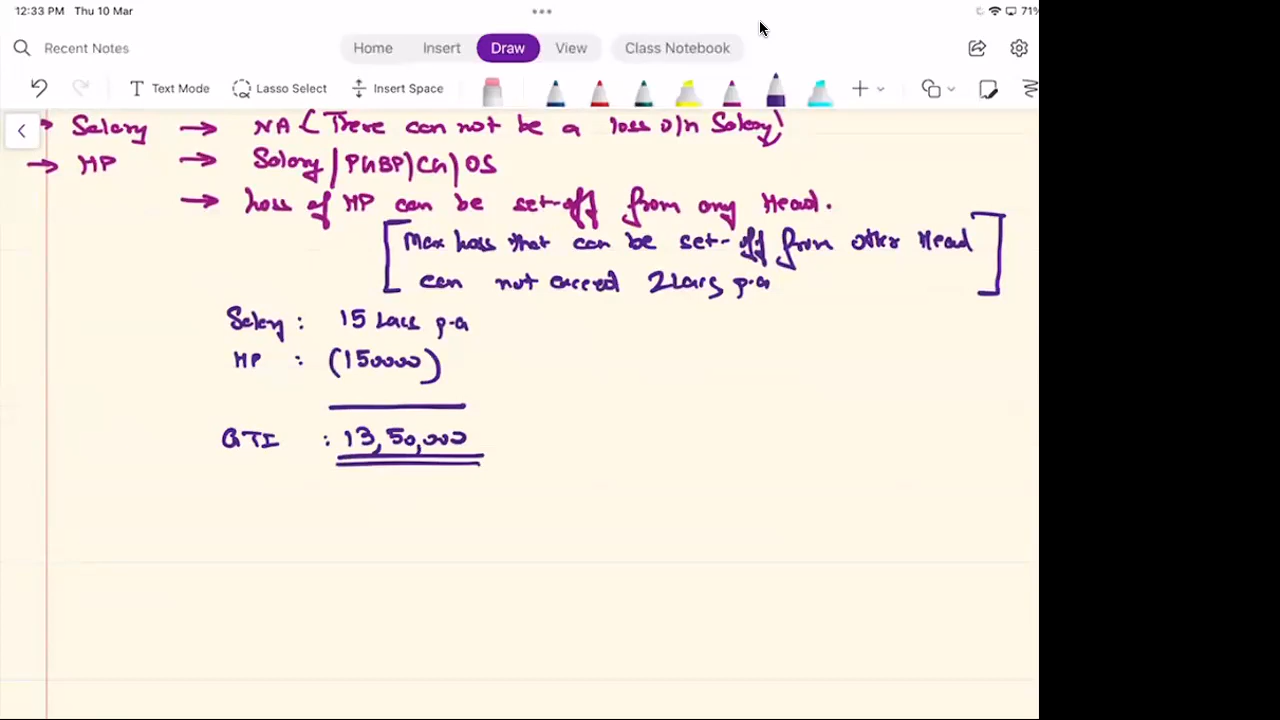 12:33 PM Thu 10 Mar
71%
Recent Notes
Home Insert Draw View Class Notebook
Text Mode Lasso Select Insert Space
→ Salary → NA (There can not be a loss o/n Salary)
→ HP → Salary/PGBP/CG/OS
→ Loss of HP can be set-off from any Head.
[Max Loss that can be set-off from other Head
can not exceed 2 Lacs p.a]
Salary : 15 Lacs p.a
HP : (150000)
GTI : 13,50,000